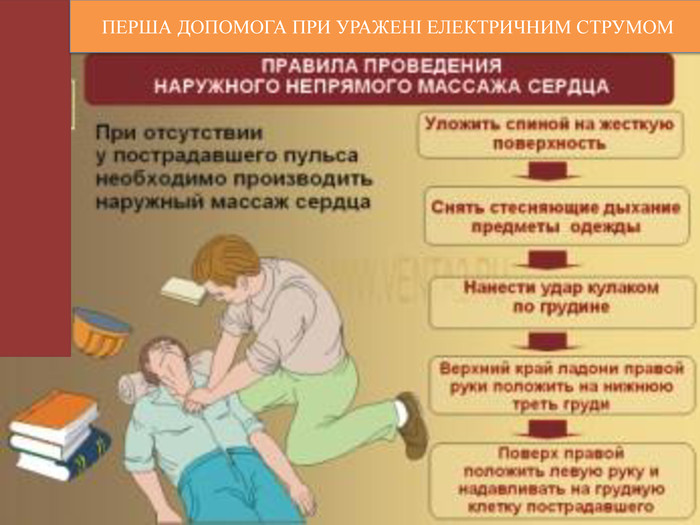 ПЕРША ДОПОМОГА ПРИ УРАЖЕНІ ЕЛЕКТРИЧНИМ СТРУМОМ
ПРАВИЛА ПРОВЕДЕНИЯ
НАРУЖНОГО НЕПРЯМОГО МАССАЖА СЕРДЦА
При отсутствии
у пострадавшего пульса
необходимо производить
наружный массаж сердца
Уложить спиной на жесткую
поверхность
Снять стесняющие дыхание
предметы одежды
Нанести удар кулаком
по грудине
Верхний край ладони правой
руки положить на нижнюю
треть груди
Поверх правой
положить левую руку и
надавливать на грудную
клетку пострадавшего